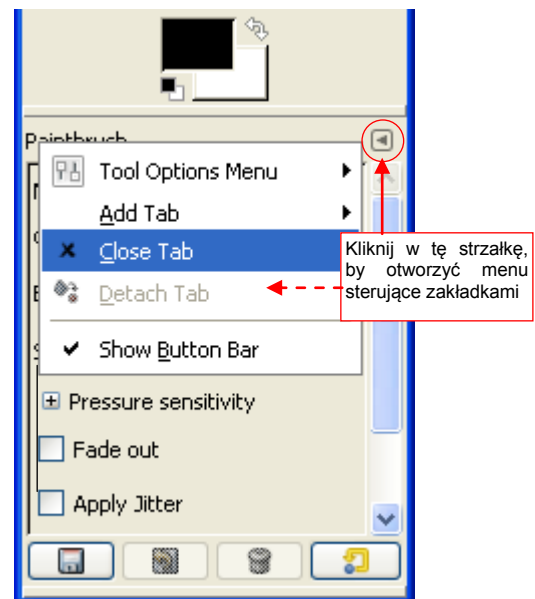 Paintbrush
Tool Options Menu
Add Tab
Close Tab
Detach Tab
Show Button Bar
Kliknij w tę strzałkę,
by otworzyć menu
sterujące zakładkami
Pressure sensitivity
Fade out
Apply Jitter